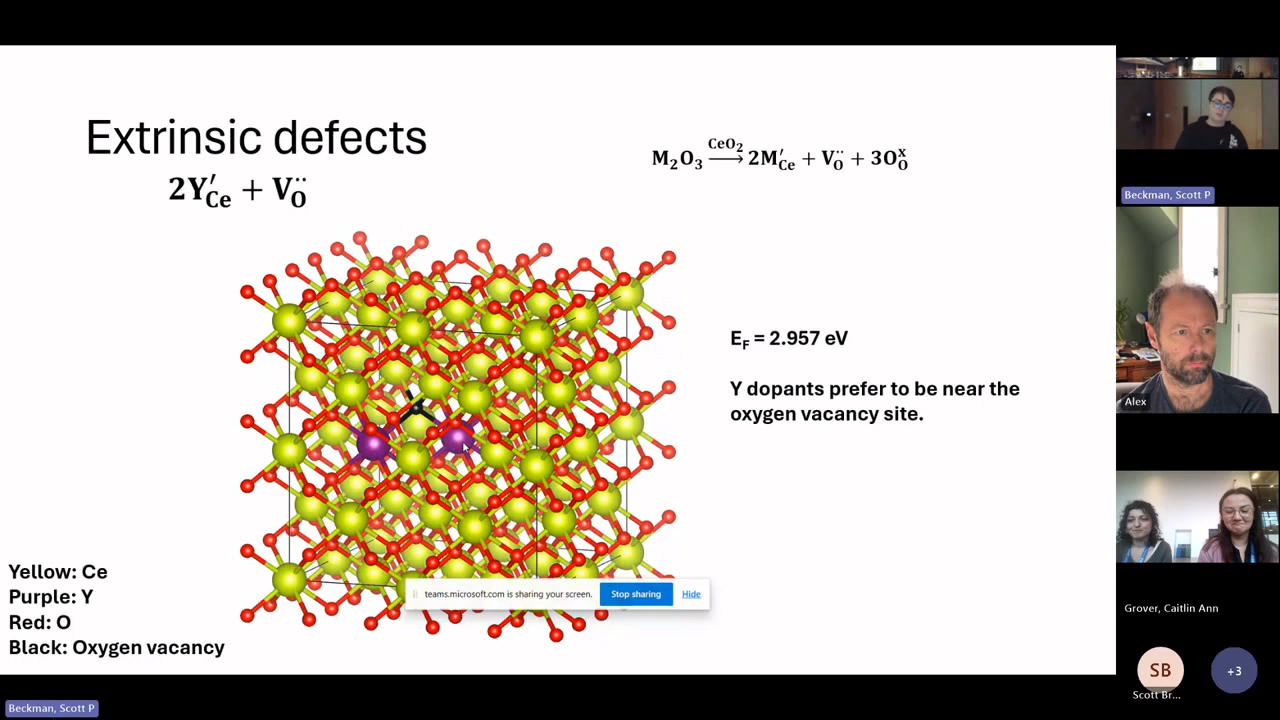 Extrinsic defects
2Y′Ce + V··O
M2O3 —CeO2→ 2M′Ce + V··O + 3OxO
EF = 2.957 eV
Y dopants prefer to be near the
oxygen vacancy site.
Yellow: Ce
Purple: Y
Red: O
Black: Oxygen vacancy
teams.microsoft.com is sharing your screen.
Stop sharing
Hide
Beckman, Scott P
Beckman, Scott P
Alex
Grover, Caitlin Ann
SB
Scott Br...
+3